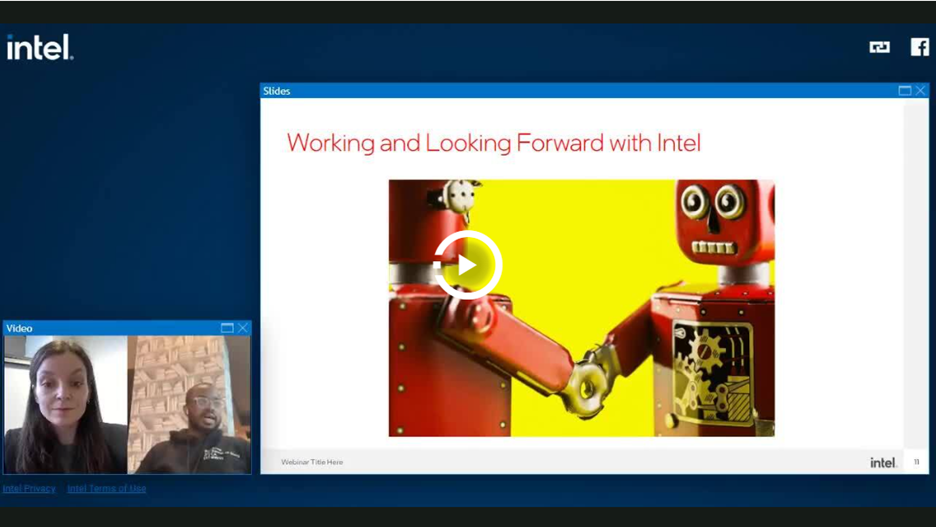 intel.
Slides
Working and Looking Forward with Intel
Video
Webinar Title Here
intel.
11
Intel Privacy
Intel Terms of Use